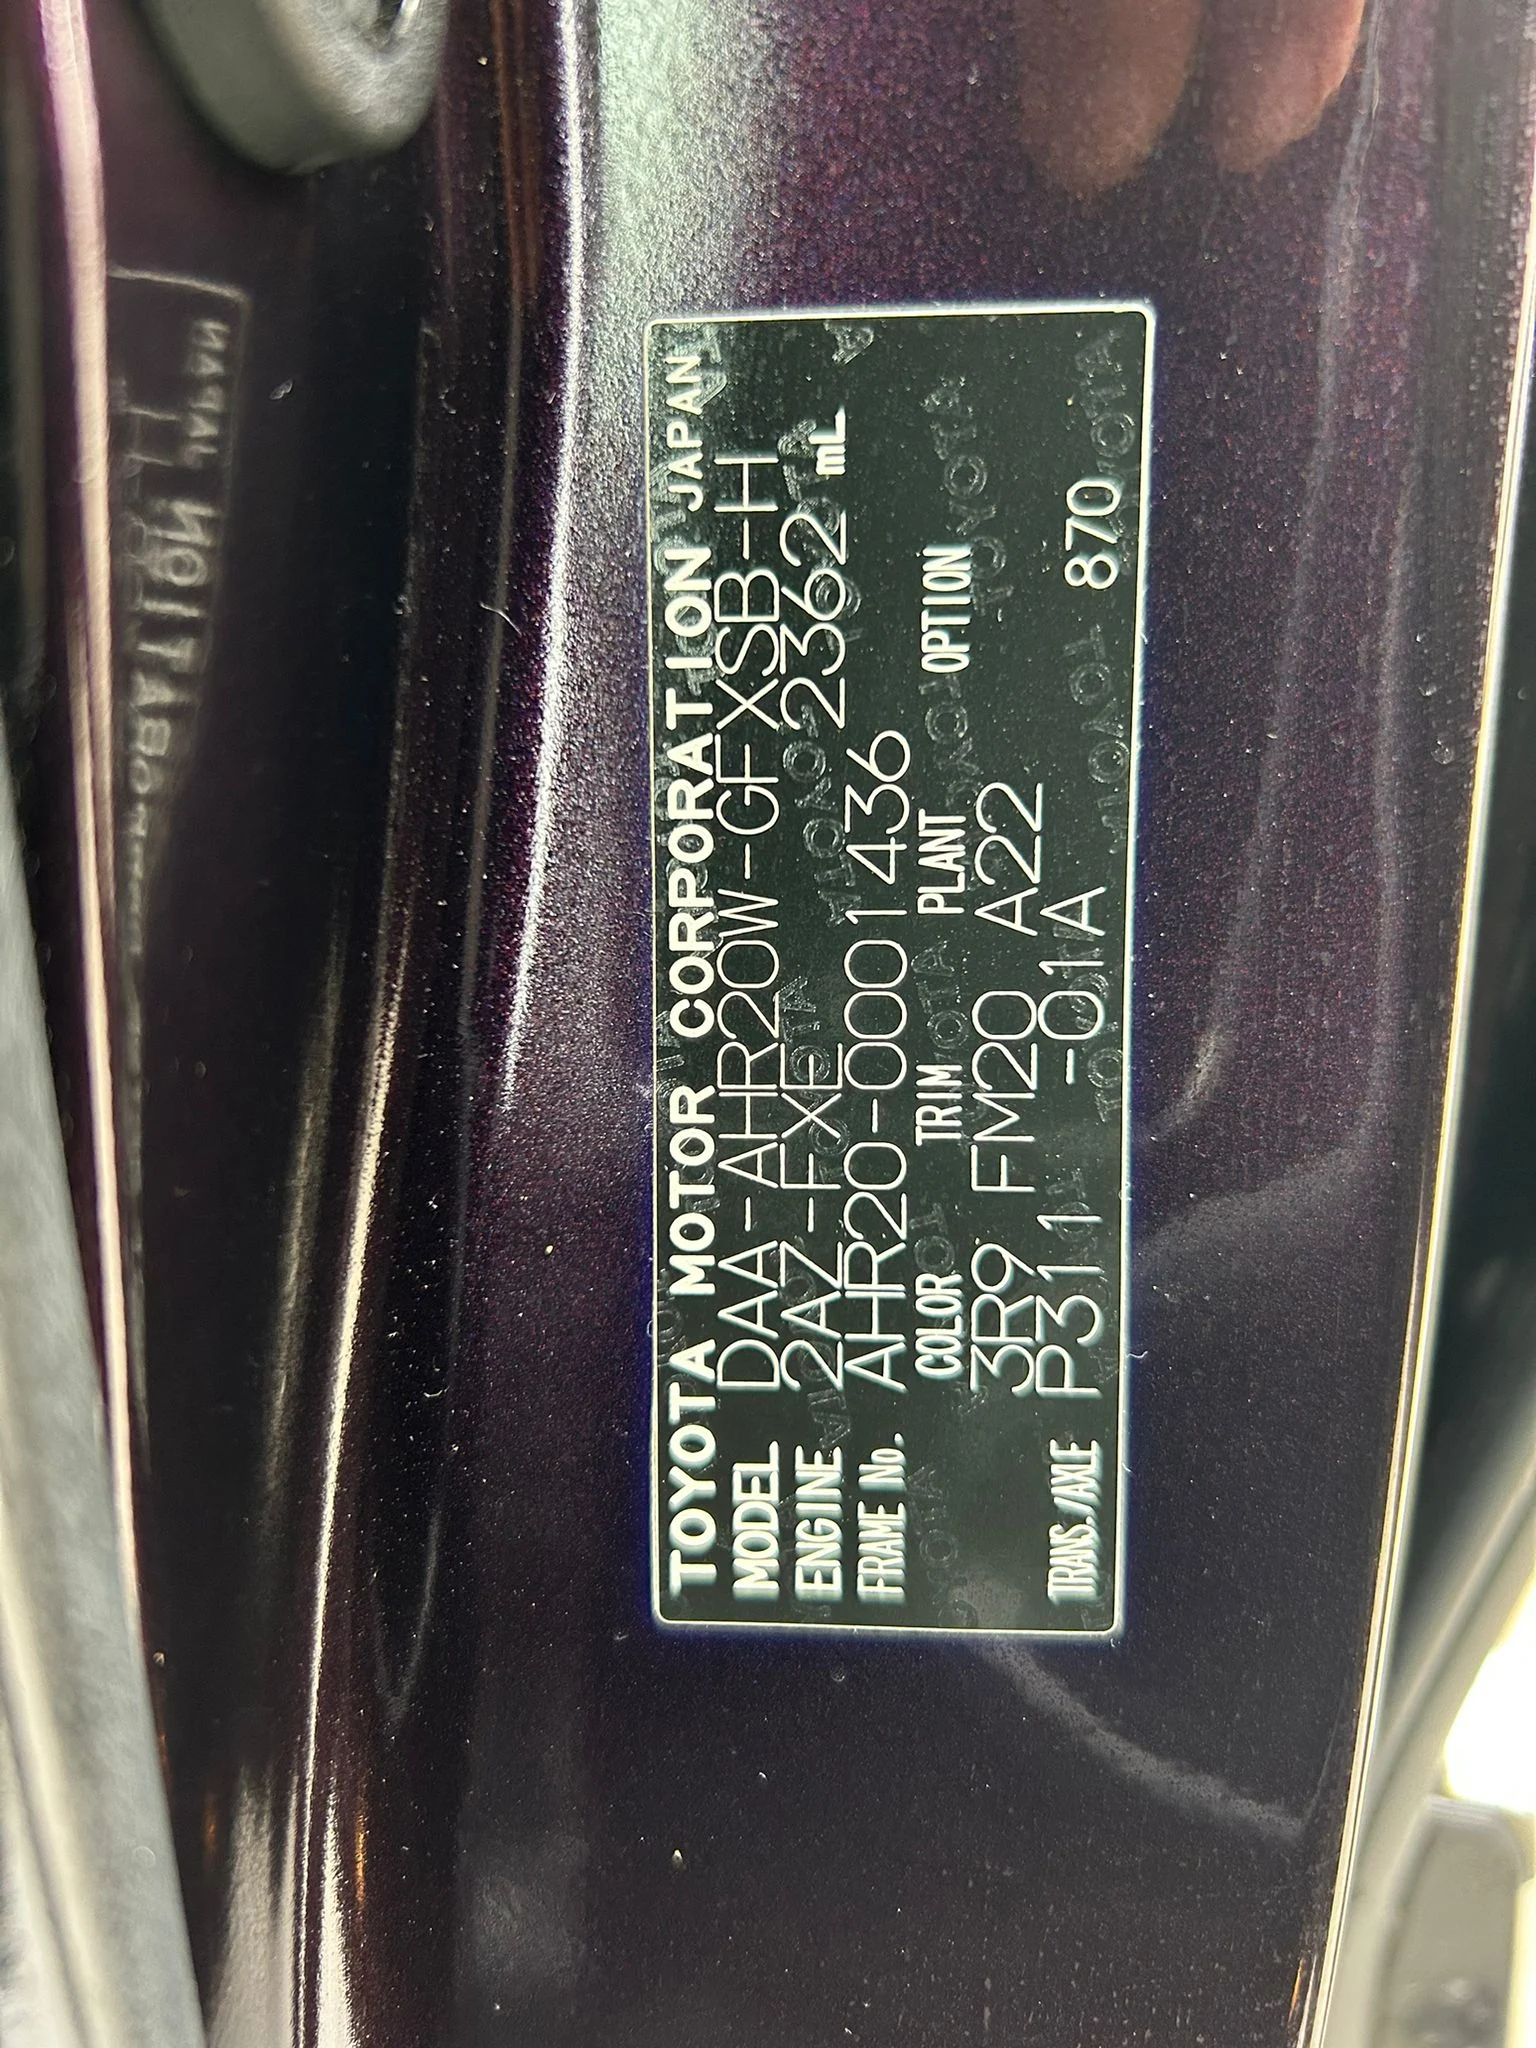 TOYOTA MOTOR CORPORATION JAPAN
MODEL DAA-AHR20W-GFXSB-H
ENGINE 2AZ-FXE 2362 mL
FRAME No. AHR20-0001436
COLOR TRIM PLANT OPTION
3R9 FM20 A22
TRANS./AXLE P311 -01A 870